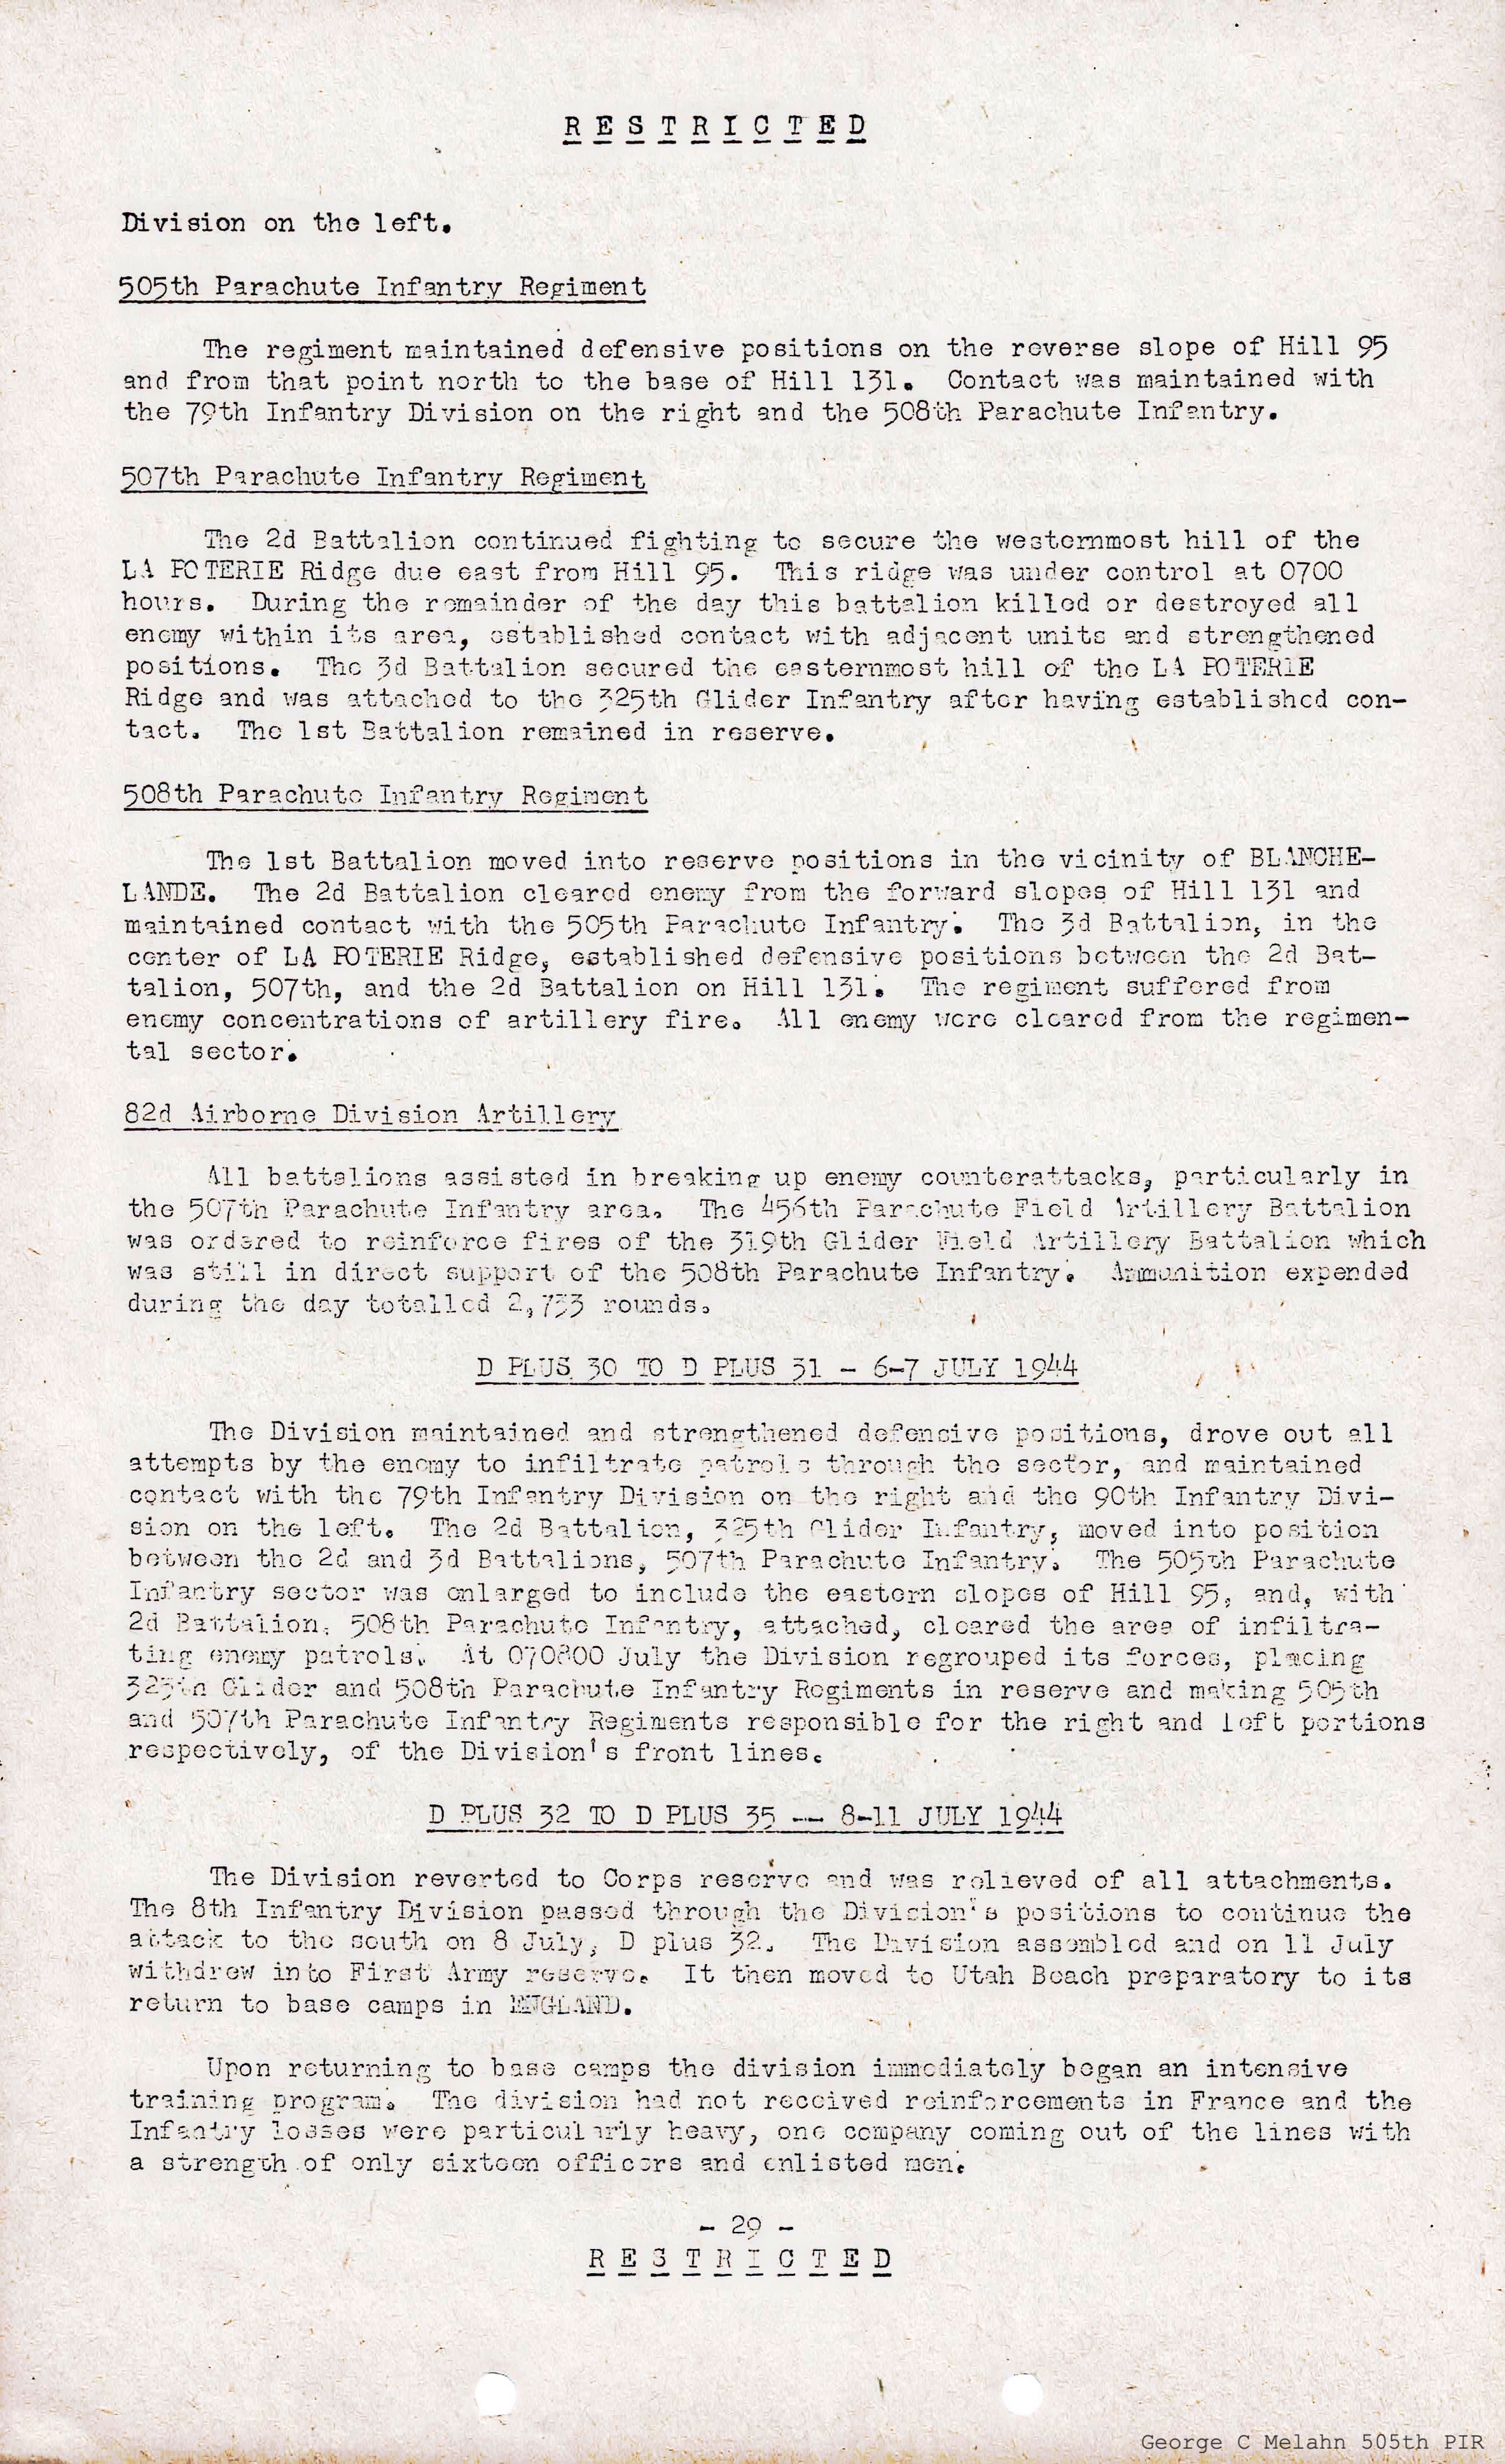 R E S T R I C T E D
Division on the left.
505th Parachute Infantry Regiment
The regiment maintained defensive positions on the reverse slope of Hill 95
and from that point north to the base of Hill 131. Contact was maintained with
the 79th Infantry Division on the right and the 508th Parachute Infantry.
507th Parachute Infantry Regiment
The 2d Battalion continued fighting to secure the westernmost hill of the
LA POTERIE Ridge due east from Hill 95. This ridge was under control at 0700
hours. During the remainder of the day this battalion killed or destroyed all
enemy within its area, established contact with adjacent units and strengthened
positions. The 3d Battalion secured the easternmost hill of the LA POTERIE
Ridge and was attached to the 325th Glider Infantry after having established con-
tact. The 1st Battalion remained in reserve.
508th Parachute Infantry Regiment
The 1st Battalion moved into reserve positions in the vicinity of BLANCHE-
LANDE. The 2d Battalion cleared enemy from the forward slopes of Hill 131 and
maintained contact with the 505th Parachute Infantry. The 3d Battalion, in the
center of LA POTERIE Ridge, established defensive positions between the 2d Bat-
talion, 507th, and the 2d Battalion on Hill 131. The regiment suffered from
enemy concentrations of artillery fire. All enemy were cleared from the regimen-
tal sector.
82d Airborne Division Artillery
All battalions assisted in breaking up enemy counterattacks, particularly in
the 507th Parachute Infantry area. The 456th Parachute Field Artillery Battalion
was ordered to reinforce fires of the 319th Glider Field Artillery Battalion which
was still in direct support of the 508th Parachute Infantry. Ammunition expended
during the day totalled 2,733 rounds.
D PLUS 30 TO D PLUS 31 - 6-7 JULY 1944
The Division maintained and strengthened defensive positions, drove out all
attempts by the enemy to infiltrate patrols through the sector, and maintained
contact with the 79th Infantry Division on the right and the 90th Infantry Divi-
sion on the left. The 2d Battalion, 325th Glider Infantry, moved into position
between the 2d and 3d Battalions, 507th Parachute Infantry. The 505th Parachute
Infantry sector was enlarged to include the eastern slopes of Hill 95, and, with
2d Battalion, 508th Parachute Infantry, attached, cleared the area of infiltra-
ting enemy patrols. At 070800 July the Division regrouped its forces, placing
325th Glider and 508th Parachute Infantry Regiments in reserve and making 505th
and 507th Parachute Infantry Regiments responsible for the right and left portions
respectively, of the Division's front lines.
D PLUS 32 TO D PLUS 35 -- 8-11 JULY 1944
The Division reverted to Corps reserve and was relieved of all attachments.
The 8th Infantry Division passed through the Division's positions to continue the
attack to the south on 8 July, D plus 32. The Division assembled and on 11 July
withdrew into First Army reserve. It then moved to Utah Beach preparatory to its
return to base camps in ENGLAND.
Upon returning to base camps the division immediately began an intensive
training program. The division had not received reinforcements in France and the
Infantry losses were particularly heavy, one company coming out of the lines with
a strength of only sixteen officers and enlisted men.
- 29 -
R E S T R I C T E D
George C Melahn 505th PIR